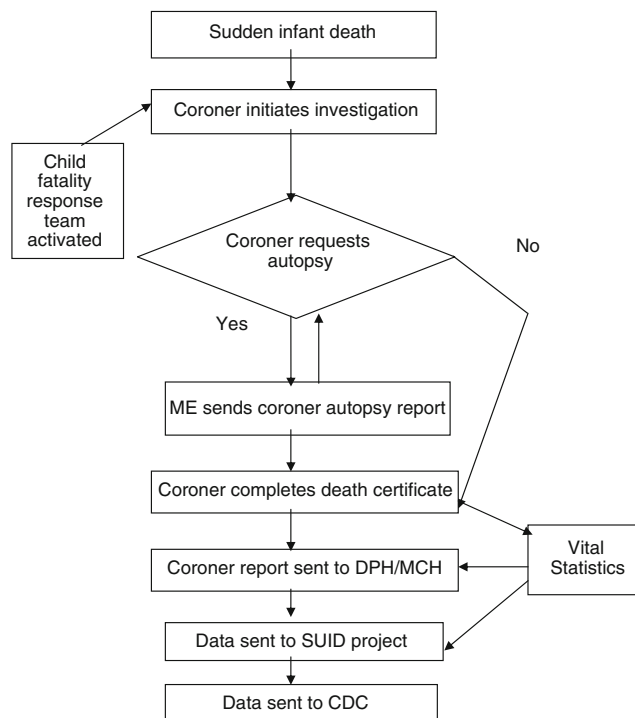 Sudden infant death
Coroner initiates investigation
Child
fatality
response
team
activated
Coroner requests
autopsy
No
Yes
ME sends coroner autopsy report
Coroner completes death certificate
Vital
Statistics
Coroner report sent to DPH/MCH
Data sent to SUID project
Data sent to CDC